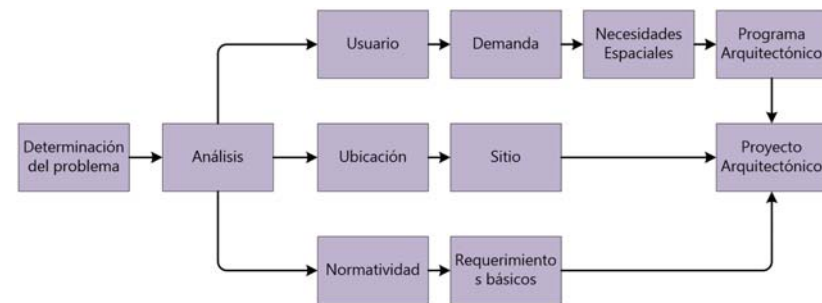 Usuario
Demanda
Necesidades
Espaciales
Programa
Arquitectónico
Determinación
del problema
Análisis
Ubicación
Sitio
Proyecto
Arquitectónico
Normatividad
Requerimiento
s básicos